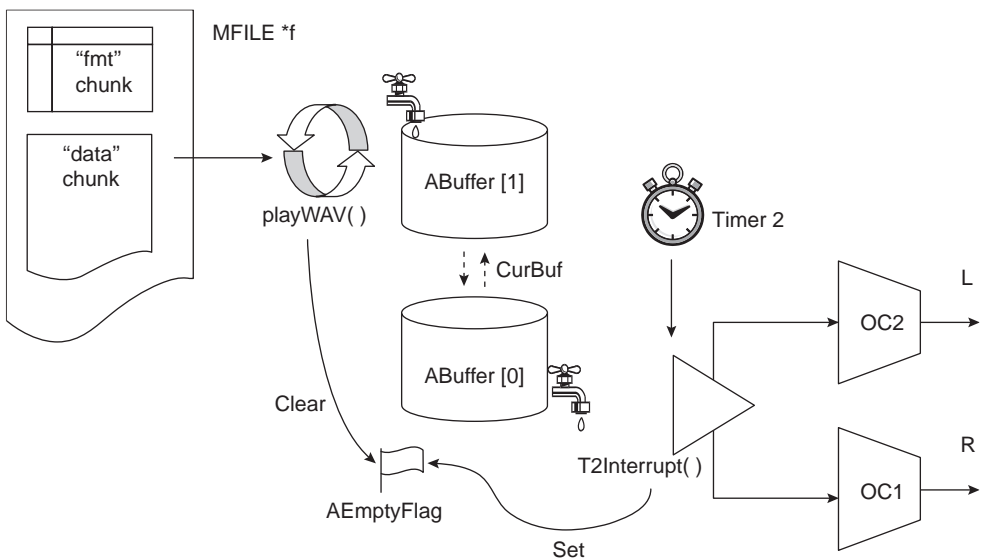 MFILE *f
“fmt”
chunk
“data”
chunk
playWAV( )
ABuffer [1]
CurBuf
ABuffer [0]
Timer 2
L
OC2
Clear
T2Interrupt( )
R
OC1
AEmptyFlag
Set